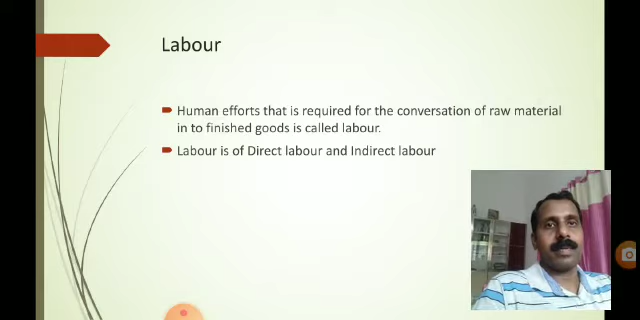 Labour
Human efforts that is required for the conversation of raw material
in to finished goods is called labour.
Labour is of Direct labour and Indirect labour